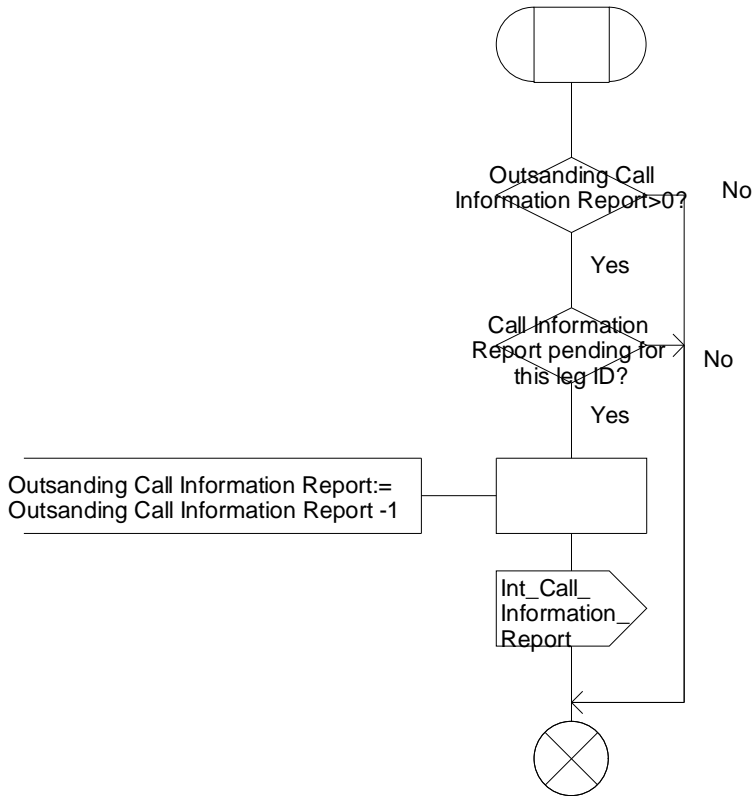 Outsanding Call
Information Report>0?
No
Yes
Call Information
Report pending for
this leg ID?
No
Yes
Outsanding Call Information Report:=
Outsanding Call Information Report -1
Int_Call_
Information_
Report